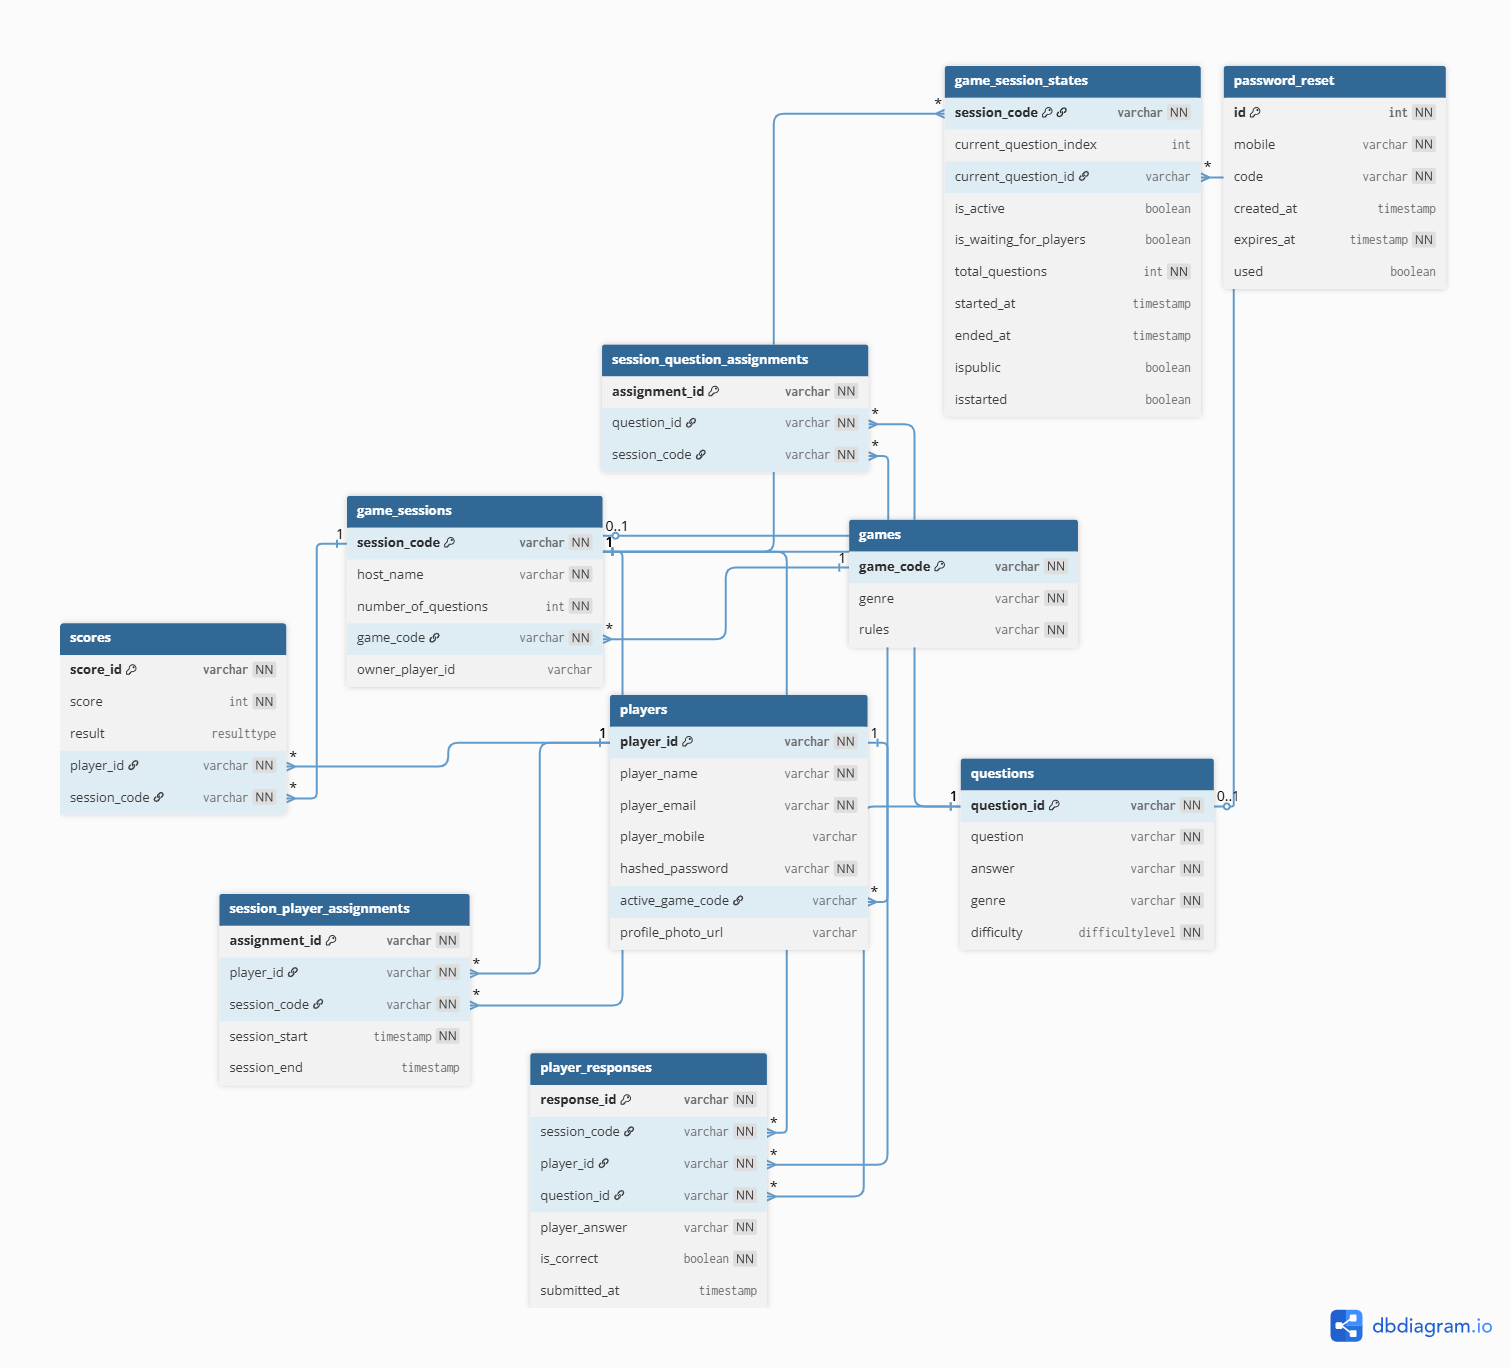 game_session_states
* session_code varchar NN
current_question_index int
current_question_id varchar *
is_active boolean
is_waiting_for_players boolean
total_questions int NN
started_at timestamp
ended_at timestamp
ispublic boolean
isstarted boolean
password_reset
id int NN
mobile varchar NN
code varchar NN
created_at timestamp
expires_at timestamp NN
used boolean
session_question_assignments
assignment_id varchar NN
question_id varchar NN *
session_code varchar NN *
game_sessions
1 session_code varchar NN 0..1
1
host_name varchar NN
number_of_questions int NN
game_code varchar NN *
owner_player_id varchar
games
1 game_code varchar NN
genre varchar NN
rules varchar NN
scores
score_id varchar NN
score int NN
result resulttype
player_id varchar NN *
session_code varchar NN *
players
1 player_id varchar NN 1
player_name varchar NN
player_email varchar NN
player_mobile varchar
hashed_password varchar NN
active_game_code varchar *
profile_photo_url varchar
questions
1 question_id varchar NN 0..1
question varchar NN
answer varchar NN
genre varchar NN
difficulty difficultylevel NN
session_player_assignments
assignment_id varchar NN
player_id varchar NN *
session_code varchar NN *
session_start timestamp NN
session_end timestamp
player_responses
response_id varchar NN
session_code varchar NN *
player_id varchar NN *
question_id varchar NN *
player_answer varchar NN
is_correct boolean NN
submitted_at timestamp
dbdiagram.io